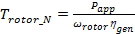 T_rotor_N = P_app / (ω_rotor η_gen)